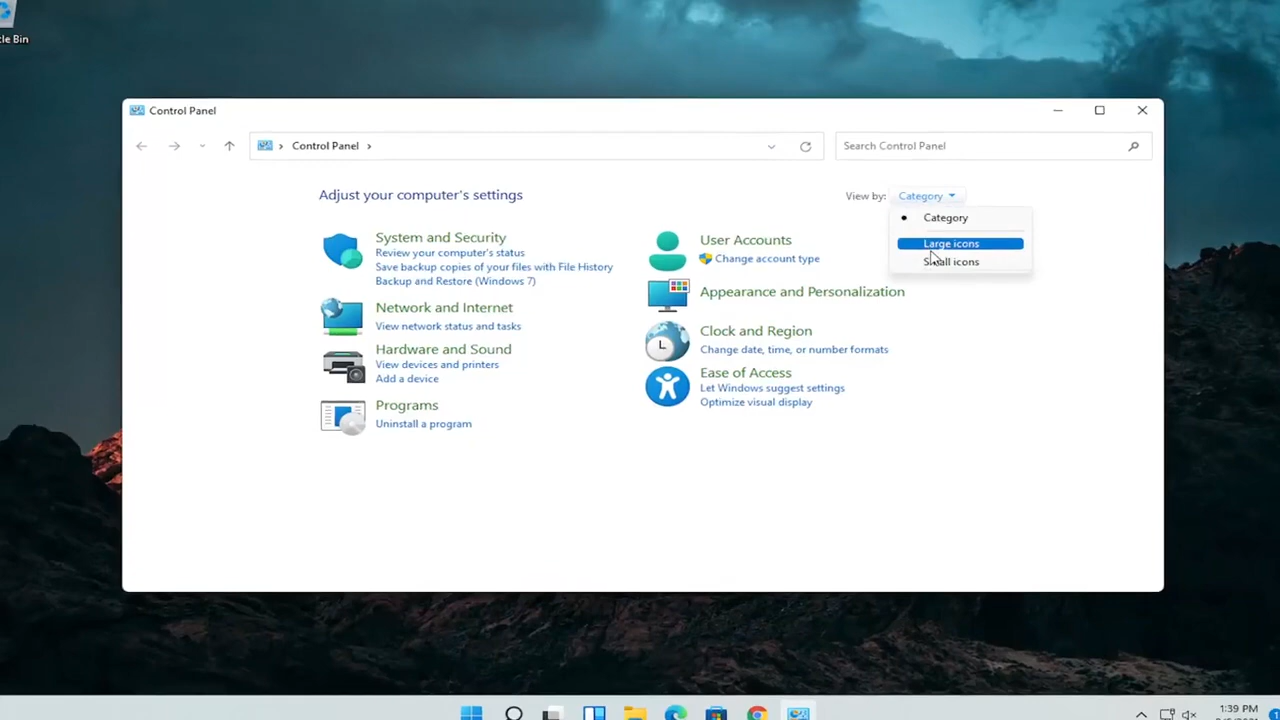 cle Bin
Control Panel
Control Panel
Search Control Panel
Adjust your computer's settings
View by: Category
Category
Large icons
Small icons
System and Security
Review your computer's status
Save backup copies of your files with File History
Backup and Restore (Windows 7)
Network and Internet
View network status and tasks
Hardware and Sound
View devices and printers
Add a device
Programs
Uninstall a program
User Accounts
Change account type
Appearance and Personalization
Clock and Region
Change date, time, or number formats
Ease of Access
Let Windows suggest settings
Optimize visual display
1:39 PM